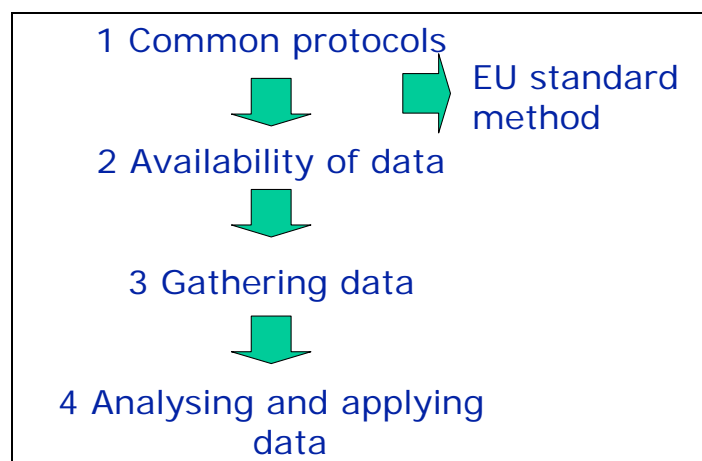 1 Common protocols
EU standard
method
2 Availability of data
3 Gathering data
4 Analysing and applying
data